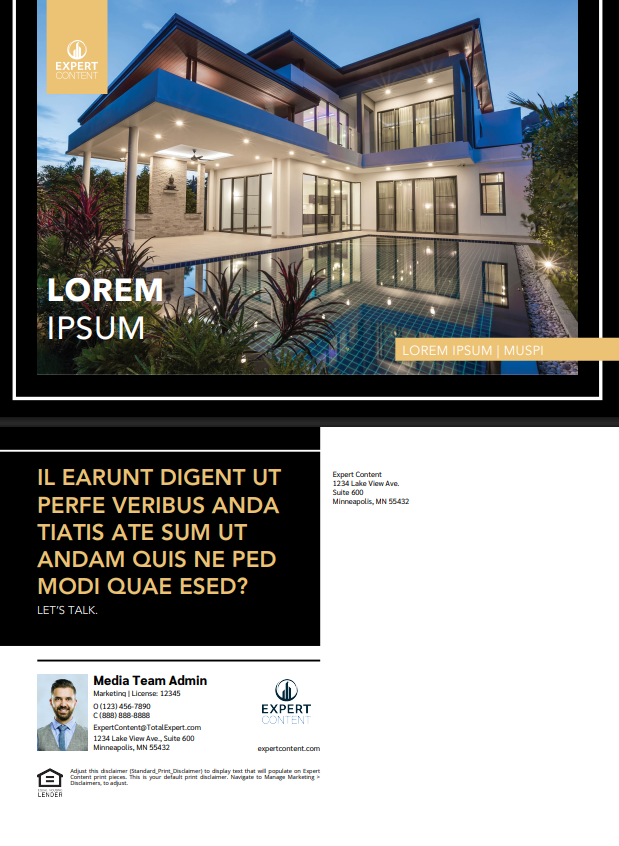 EXPERT
CONTENT
LOREM
IPSUM
LOREM IPSUM | MUSPI
IL EARUNT DIGENT UT
PERFE VERIBUS ANDA
TIATIS ATE SUM UT
ANDAM QUIS NE PED
MODI QUAE ESED?
LET'S TALK.
Expert Content
1234 Lake View Ave.
Suite 600
Minneapolis, MN 55432
Media Team Admin
Marketing | License: 12345
O (123) 456-7890
C (888) 888-8888
ExpertContent@TotalExpert.com
1234 Lake View Ave., Suite 600
Minneapolis, MN 55432
EXPERT
CONTENT
expertcontent.com
Adjust this disclaimer (Standard_Print_Disclaimer) to display text that will populate on Expert
Content print pieces. This is your default print disclaimer. Navigate to Manage Marketing >
Disclaimers, to adjust.
LENDER